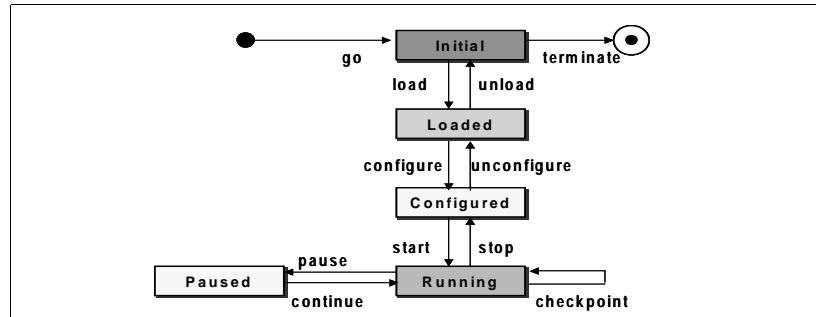 Initial
go
terminate
load
unload
Loaded
configure
unconfigure
Configured
start
stop
pause
Paused
Running
continue
checkpoint